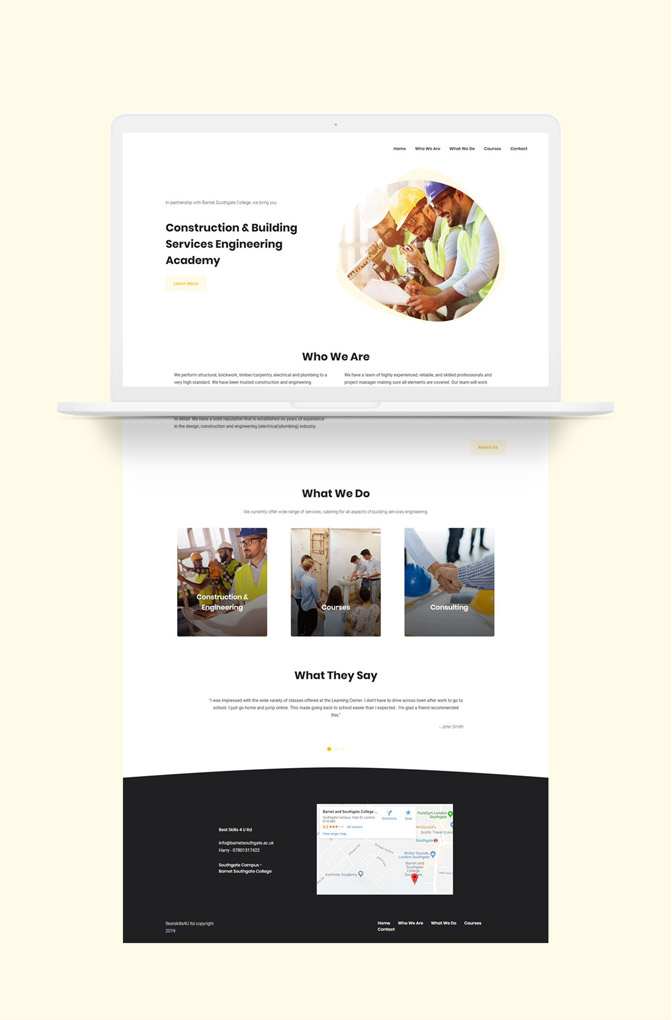 Home Who We Are What We Do Courses Contact
In partnership with Barnet Southgate College, we bring you
Construction & Building
Services Engineering
Academy
Learn More
Who We Are
We perform structural, brickwork, timber/carpentry, electrical and plumbing to a
very high standard. We have been trusted construction and engineering
We have a team of highly experienced, reliable, and skilled professionals and
project manager making sure all elements are covered. Our team will work
to detail. We have a solid reputation that is established on years of experience
in the design, construction and engineering (electrical/plumbing) industry.
About Us
What We Do
We currently offer wide range of services, catering for all aspects of building services engineering.
Construction &
Engineering
Courses
Consulting
What They Say
"I was impressed with the wide variety of classes offered at the Learning Center. I don't have to drive across town after work to go to
school. I just go home and jump online. This made going back to school easier than I expected.. I'm glad a friend recommended
this."
- John Smith
Beat Skills 4 U ltd
info@barnetsouthgate.ac.uk
Harry - 07801317422
Southgate Campus -
Barnet Southgate College
Barnet and Southgate College ...
Southgate Campus, High St, London
N14 6BS
Directions
Save
View larger map
Southgate
McDonald's
Ashmole Academy
Barnet and
Southgate
College -
Beatskills4U ltd copyright
2019
Home Who We Are What We Do Courses
Contact